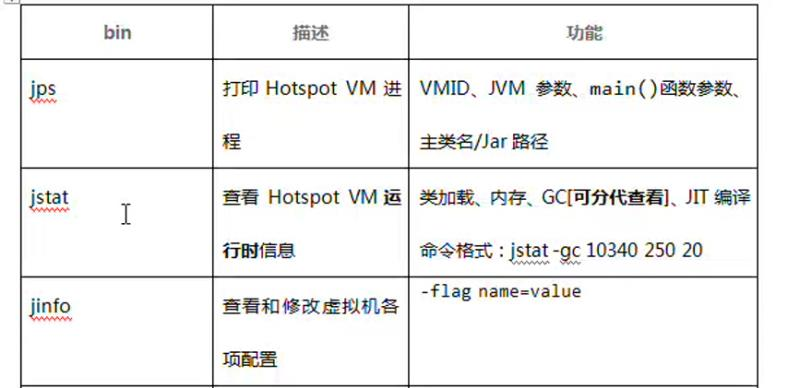 bin 描述 功能
jps 打印 Hotspot VM 进 VMID、JVM 参数、main()函数参数、
程 主类名/Jar 路径
jstat 查看 Hotspot VM 运 类加载、内存、GC[可分代查看]、JIT 编译
行时信息 命令格式：jstat -gc 10340 250 20
jinfo 查看和修改虚拟机各 -flag name=value
项配置